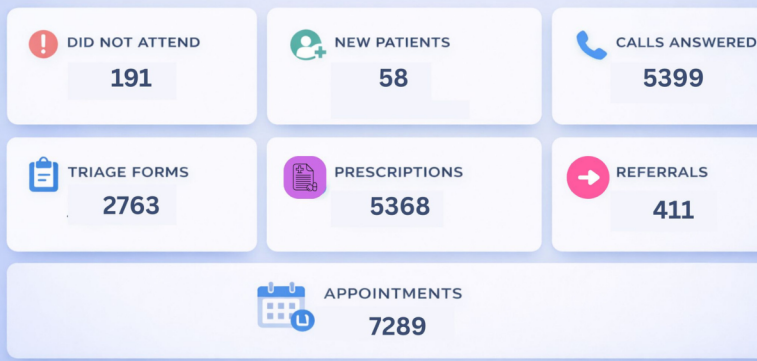 DID NOT ATTEND
191
NEW PATIENTS
58
CALLS ANSWERED
5399
TRIAGE FORMS
2763
PRESCRIPTIONS
5368
REFERRALS
411
APPOINTMENTS
7289